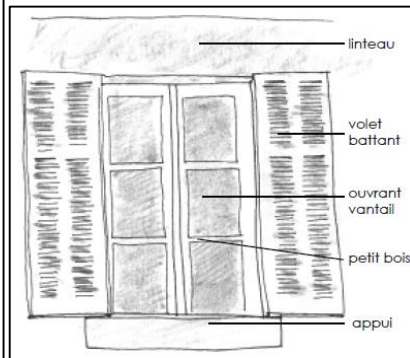 linteau
volet
battant
ouvrant
vantail
petit bois
appui